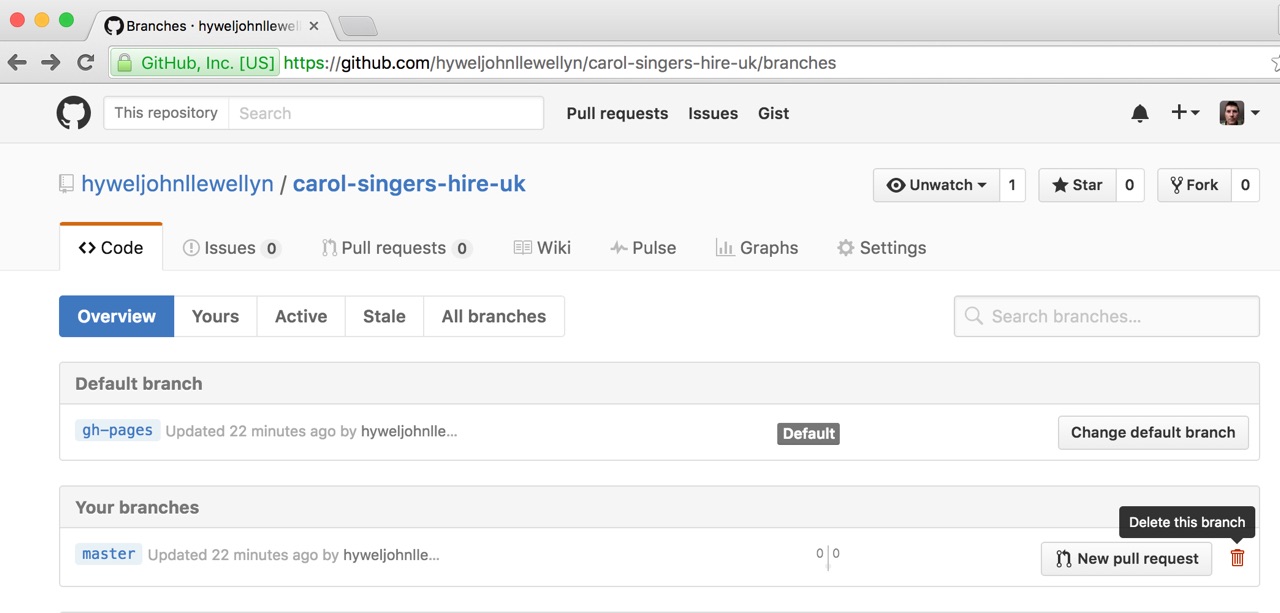 Branches · hyweljohnllewel
GitHub, Inc. [US] https://github.com/hyweljohnllewellyn/carol-singers-hire-uk/branches
This repository Search Pull requests Issues Gist
hyweljohnllewellyn / carol-singers-hire-uk Unwatch 1 Star 0 Fork 0
Code Issues 0 Pull requests 0 Wiki Pulse Graphs Settings
Overview Yours Active Stale All branches Search branches...
Default branch
gh-pages Updated 22 minutes ago by hyweljohnlle... Default Change default branch
Your branches
Delete this branch
master Updated 22 minutes ago by hyweljohnlle... 0 0 New pull request